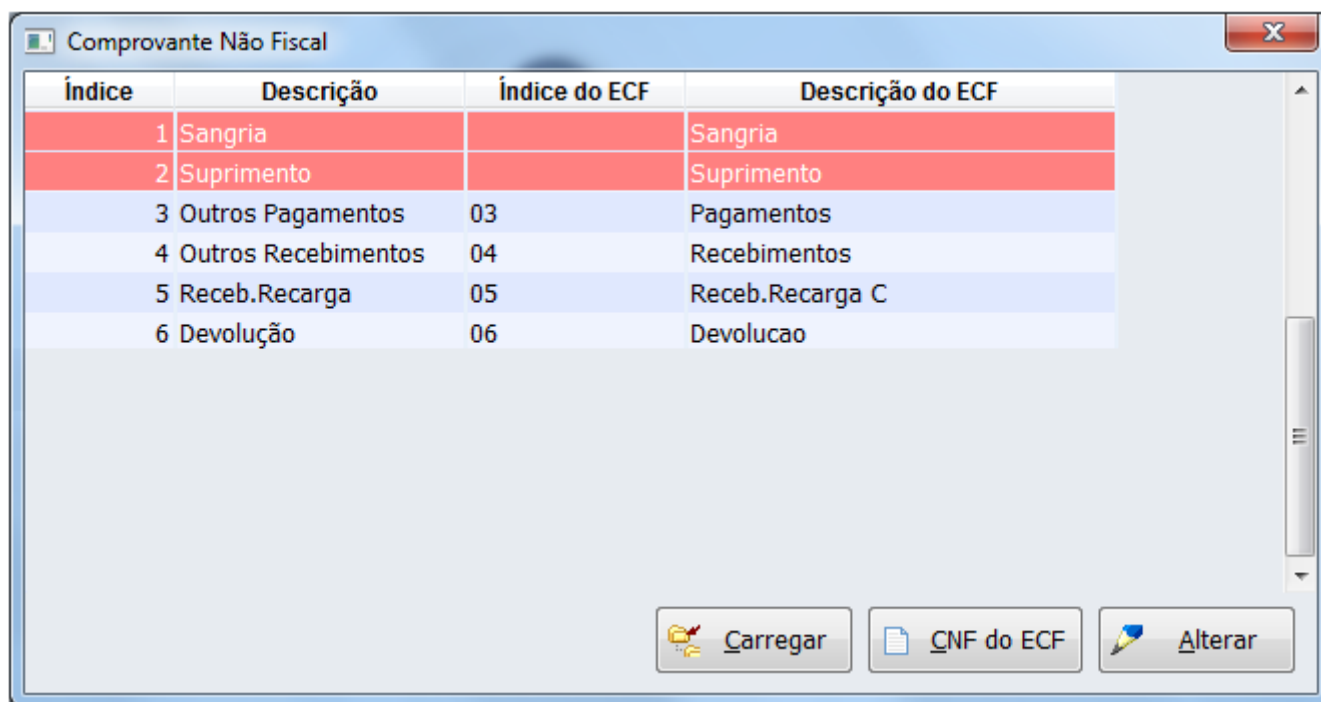 Comprovante Não Fiscal
Índice Descrição Índice do ECF Descrição do ECF
1 Sangria Sangria
2 Suprimento Suprimento
3 Outros Pagamentos 03 Pagamentos
4 Outros Recebimentos 04 Recebimentos
5 Receb.Recarga 05 Receb.Recarga C
6 Devolução 06 Devolucao
Carregar CNF do ECF Alterar